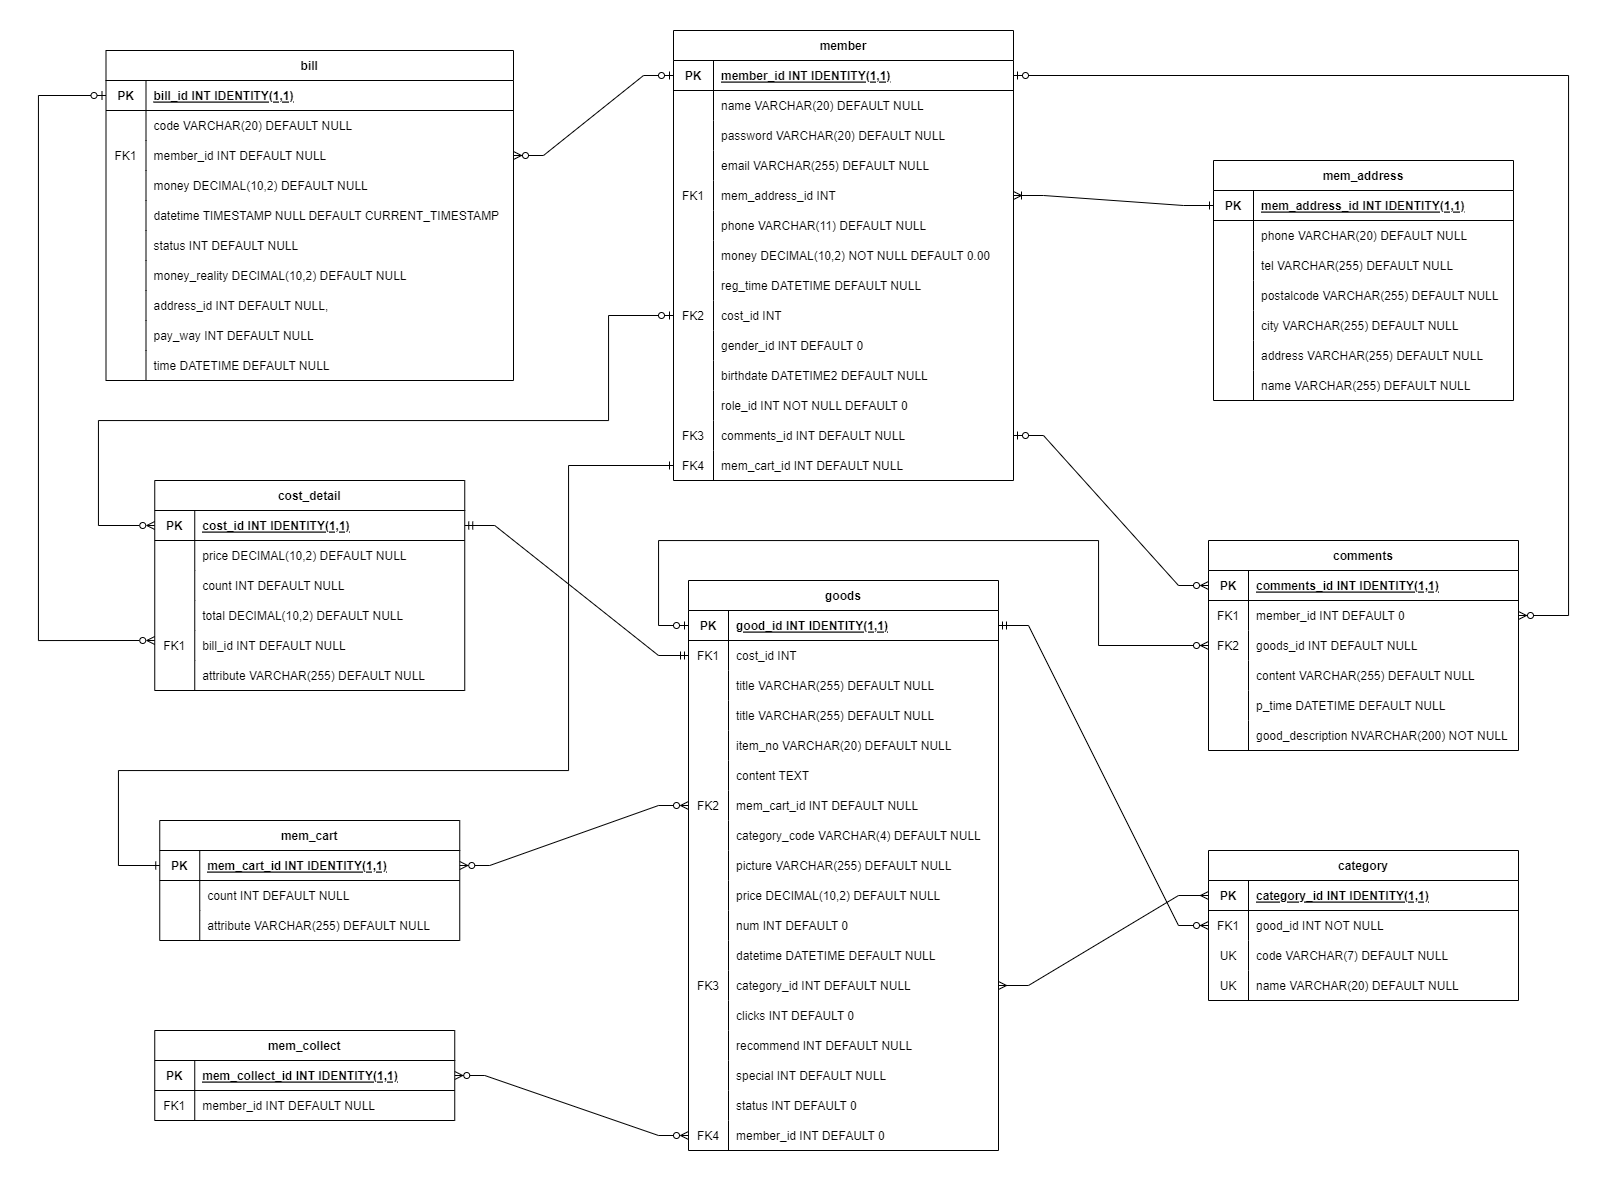 bill
PK bill_id INT IDENTITY(1,1)
code VARCHAR(20) DEFAULT NULL
FK1 member_id INT DEFAULT NULL
money DECIMAL(10,2) DEFAULT NULL
datetime TIMESTAMP NULL DEFAULT CURRENT_TIMESTAMP
status INT DEFAULT NULL
money_reality DECIMAL(10,2) DEFAULT NULL
address_id INT DEFAULT NULL,
pay_way INT DEFAULT NULL
time DATETIME DEFAULT NULL
member
PK member_id INT IDENTITY(1,1)
name VARCHAR(20) DEFAULT NULL
password VARCHAR(20) DEFAULT NULL
email VARCHAR(255) DEFAULT NULL
FK1 mem_address_id INT
phone VARCHAR(11) DEFAULT NULL
money DECIMAL(10,2) NOT NULL DEFAULT 0.00
reg_time DATETIME DEFAULT NULL
FK2 cost_id INT
gender_id INT DEFAULT 0
birthdate DATETIME2 DEFAULT NULL
role_id INT NOT NULL DEFAULT 0
FK3 comments_id INT DEFAULT NULL
FK4 mem_cart_id INT DEFAULT NULL
mem_address
PK mem_address_id INT IDENTITY(1,1)
phone VARCHAR(20) DEFAULT NULL
tel VARCHAR(255) DEFAULT NULL
postalcode VARCHAR(255) DEFAULT NULL
city VARCHAR(255) DEFAULT NULL
address VARCHAR(255) DEFAULT NULL
name VARCHAR(255) DEFAULT NULL
cost_detail
PK cost_id INT IDENTITY(1,1)
price DECIMAL(10,2) DEFAULT NULL
count INT DEFAULT NULL
total DECIMAL(10,2) DEFAULT NULL
FK1 bill_id INT DEFAULT NULL
attribute VARCHAR(255) DEFAULT NULL
goods
PK good_id INT IDENTITY(1,1)
FK1 cost_id INT
title VARCHAR(255) DEFAULT NULL
title VARCHAR(255) DEFAULT NULL
item_no VARCHAR(20) DEFAULT NULL
content TEXT
FK2 mem_cart_id INT DEFAULT NULL
category_code VARCHAR(4) DEFAULT NULL
picture VARCHAR(255) DEFAULT NULL
price DECIMAL(10,2) DEFAULT NULL
num INT DEFAULT 0
datetime DATETIME DEFAULT NULL
FK3 category_id INT DEFAULT NULL
clicks INT DEFAULT 0
recommend INT DEFAULT NULL
special INT DEFAULT NULL
status INT DEFAULT 0
FK4 member_id INT DEFAULT 0
comments
PK comments_id INT IDENTITY(1,1)
FK1 member_id INT DEFAULT 0
FK2 goods_id INT DEFAULT NULL
content VARCHAR(255) DEFAULT NULL
p_time DATETIME DEFAULT NULL
good_description NVARCHAR(200) NOT NULL
mem_cart
PK mem_cart_id INT IDENTITY(1,1)
count INT DEFAULT NULL
attribute VARCHAR(255) DEFAULT NULL
category
PK category_id INT IDENTITY(1,1)
FK1 good_id INT NOT NULL
UK code VARCHAR(7) DEFAULT NULL
UK name VARCHAR(20) DEFAULT NULL
mem_collect
PK mem_collect_id INT IDENTITY(1,1)
FK1 member_id INT DEFAULT NULL